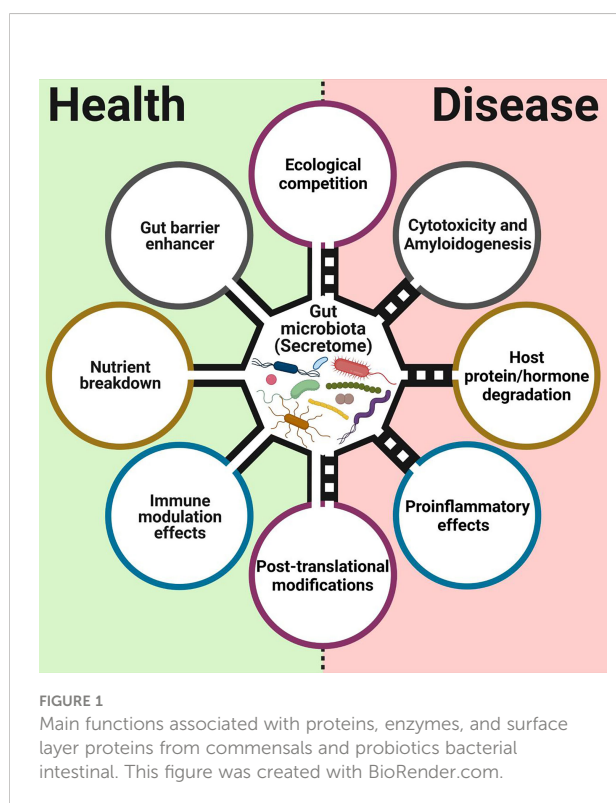 Health
Disease
Ecological
competition
Gut barrier
enhancer
Cytotoxicity and
Amyloidogenesis
Gut
microbiota
(Secretome)
Nutrient
breakdown
Host
protein/hormone
degradation
Immune
modulation
effects
Proinflammatory
effects
Post-translational
modifications
FIGURE 1
Main functions associated with proteins, enzymes, and surface
layer proteins from commensals and probiotics bacterial
intestinal. This figure was created with BioRender.com.